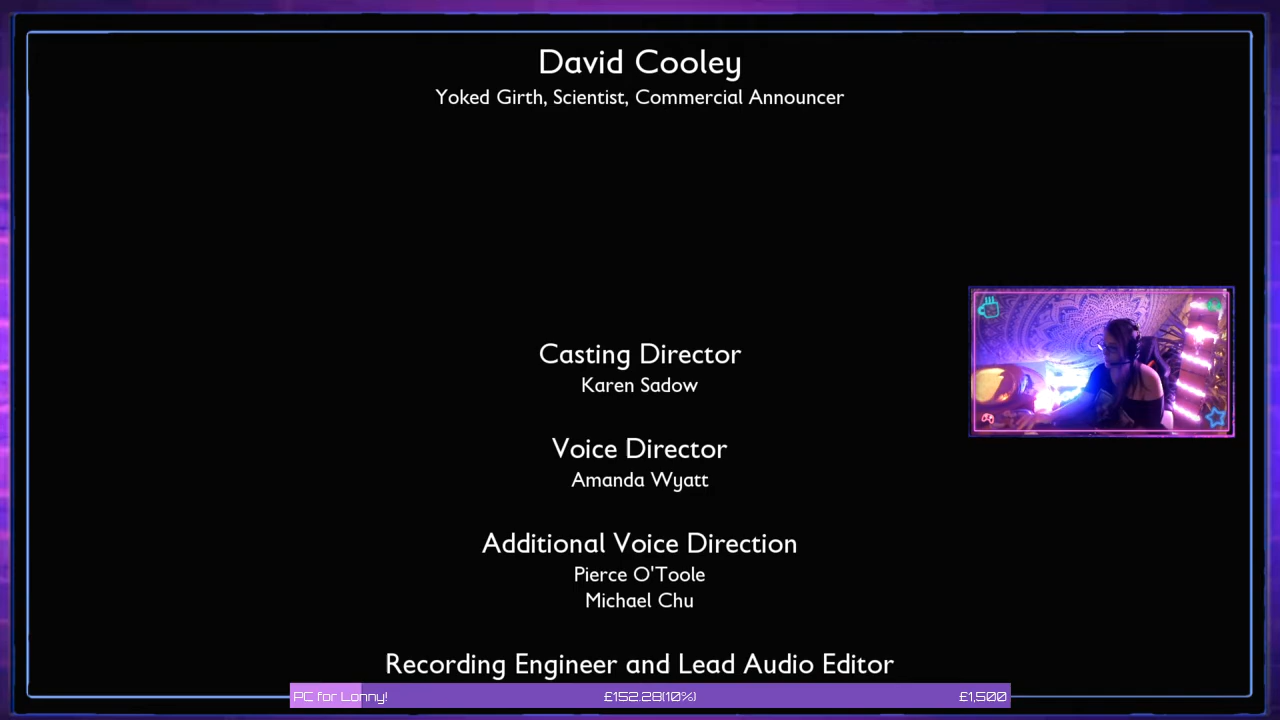 David Cooley
Yoked Girth, Scientist, Commercial Announcer
Casting Director
Karen Sadow
Voice Director
Amanda Wyatt
Additional Voice Direction
Pierce O'Toole
Michael Chu
Recording Engineer and Lead Audio Editor
PC for Lonny! £152.28(10%) £1,500